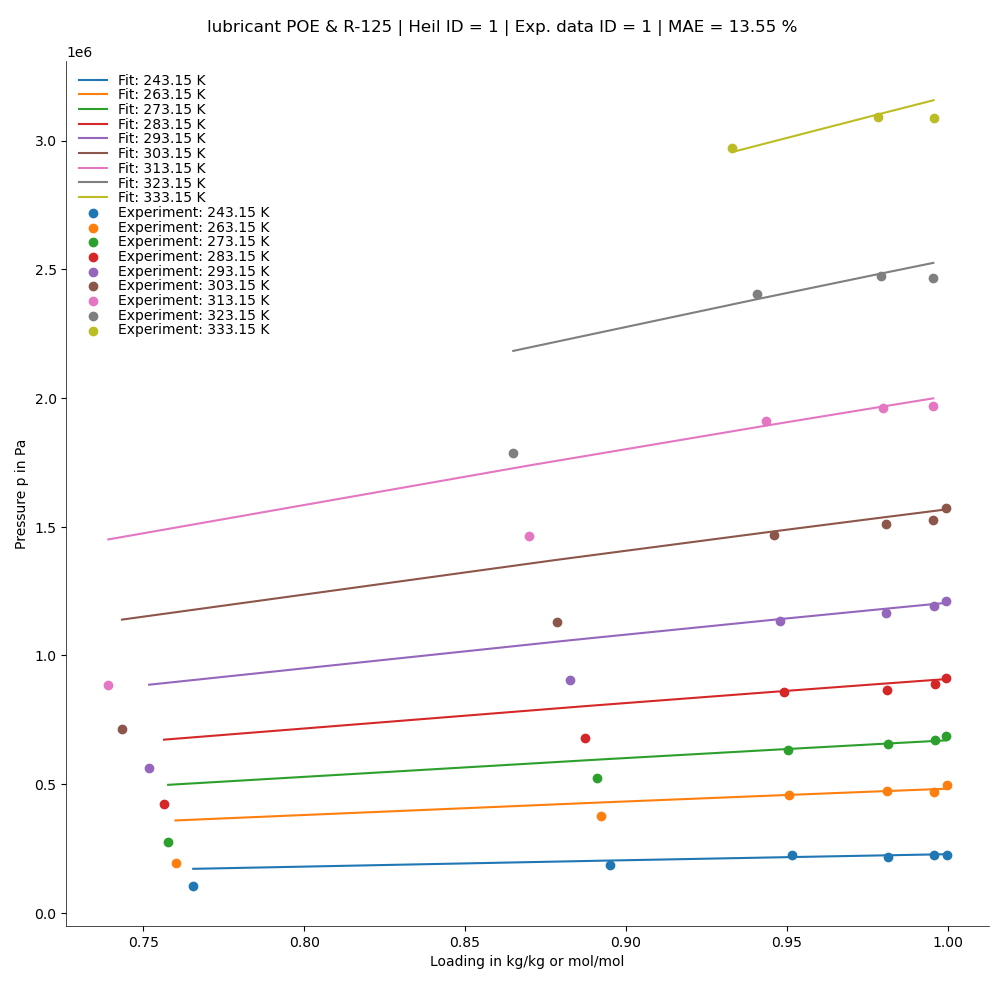 lubricant POE & R-125 | Heil ID = 1 | Exp. data ID = 1 | MAE = 13.55 %
1e6
Fit: 243.15 K
Fit: 263.15 K
Fit: 273.15 K
Fit: 283.15 K
Fit: 293.15 K
Fit: 303.15 K
Fit: 313.15 K
Fit: 323.15 K
Fit: 333.15 K
Experiment: 243.15 K
Experiment: 263.15 K
Experiment: 273.15 K
Experiment: 283.15 K
Experiment: 293.15 K
Experiment: 303.15 K
Experiment: 313.15 K
Experiment: 323.15 K
Experiment: 333.15 K
3.0
2.5
2.0
1.5
1.0
0.5
0.0
Pressure p in Pa
0.75 0.80 0.85 0.90 0.95 1.00
Loading in kg/kg or mol/mol